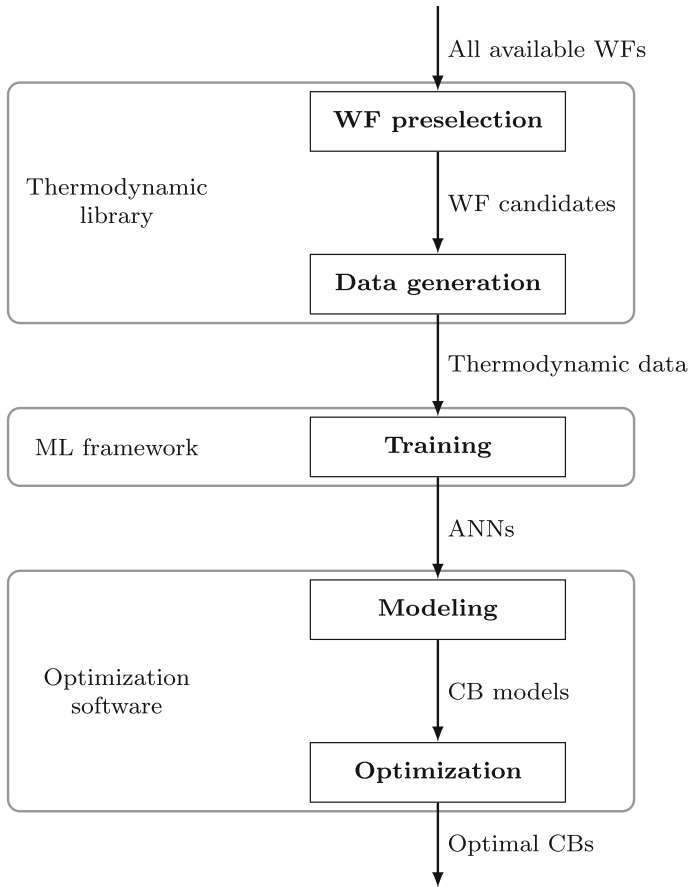 All available WFs
WF preselection
Thermodynamic
library
WF candidates
Data generation
Thermodynamic data
ML framework
Training
ANNs
Modeling
Optimization
software
CB models
Optimization
Optimal CBs